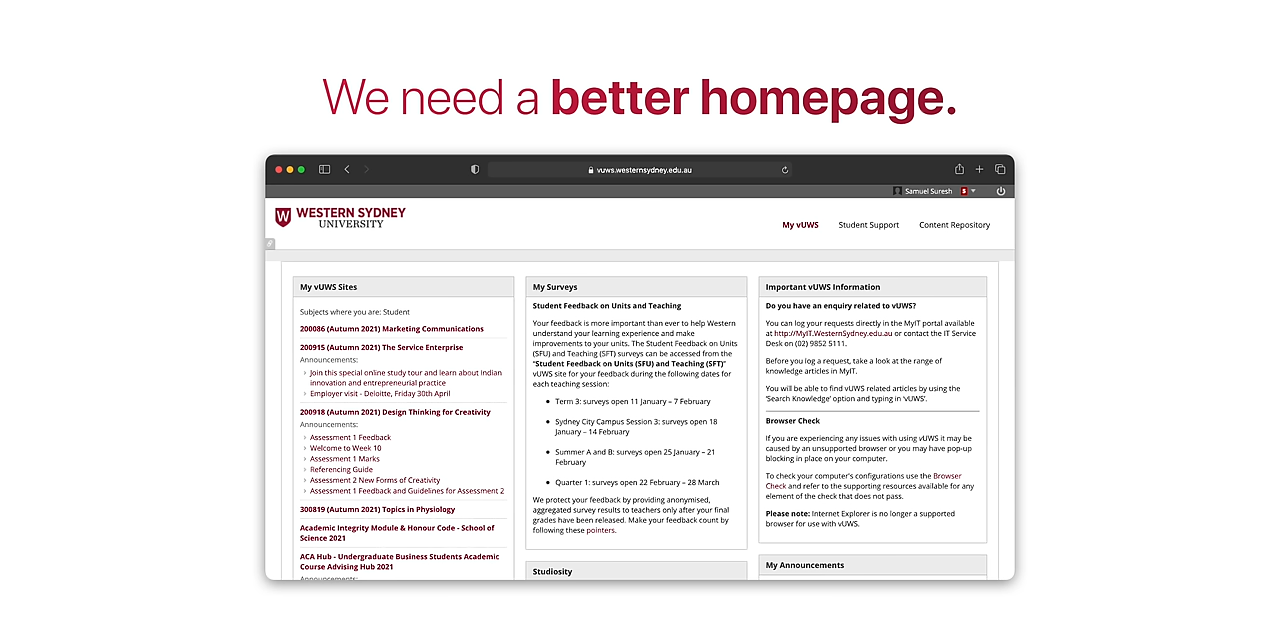 We need a better homepage.
vuws.westernsydney.edu.au
Samuel Suresh
5
W WESTERN SYDNEY
UNIVERSITY
My vUWS
Student Support
Content Repository
My vUWS Sites
Subjects where you are: Student
200086 (Autumn 2021) Marketing Communications
200915 (Autumn 2021) The Service Enterprise
Announcements:
Join this special online study tour and learn about Indian
innovation and entrepreneurial practice
Employer visit - Deloitte, Friday 30th April
200918 (Autumn 2021) Design Thinking for Creativity
Announcements:
Assessment 1 Feedback
Welcome to Week 10
Assessment 1 Marks
Referencing Guide
Assessment 2 New Forms of Creativity
Assessment 1 Feedback and Guidelines for Assessment 2
300819 (Autumn 2021) Topics in Physiology
Academic Integrity Module & Honour Code - School of
Science 2021
ACA Hub - Undergraduate Business Students Academic
Course Advising Hub 2021
Announcements:
My Surveys
Student Feedback on Units and Teaching
Your feedback is more important than ever to help Western
understand your learning experience and make
improvements to your units. The Student Feedback on Units
(SFU) and Teaching (SFT) surveys can be accessed from the
"Student Feedback on Units (SFU) and Teaching (SFT)"
vUWS site for your feedback during the following dates for
each teaching session:
• Term 3: surveys open 11 January – 7 February
• Sydney City Campus Session 3: surveys open 18
January – 14 February
• Summer A and B: surveys open 25 January – 21
February
• Quarter 1: surveys open 22 February – 28 March
We protect your feedback by providing anonymised,
aggregated survey results to teachers only after your final
grades have been released. Make your feedback count by
following these pointers.
Studiosity
Important vUWS Information
Do you have an enquiry related to vUWS?
You can log your requests directly in the MyIT portal available
at http://MyIT.WesternSydney.edu.au or contact the IT Service
Desk on (02) 9852 5111.
Before you log a request, take a look at the range of
knowledge articles in MyIT.
You will be able to find vUWS related articles by using the
'Search Knowledge' option and typing in 'vUWS'.
Browser Check
If you are experiencing any issues with using vUWS it may be
caused by an unsupported browser or you may have pop-up
blocking in place on your computer.
To check your computer's configurations use the Browser
Check and refer to the supporting resources available for any
element of the check that does not pass.
Please note: Internet Explorer is no longer a supported
browser for use with vUWS.
My Announcements